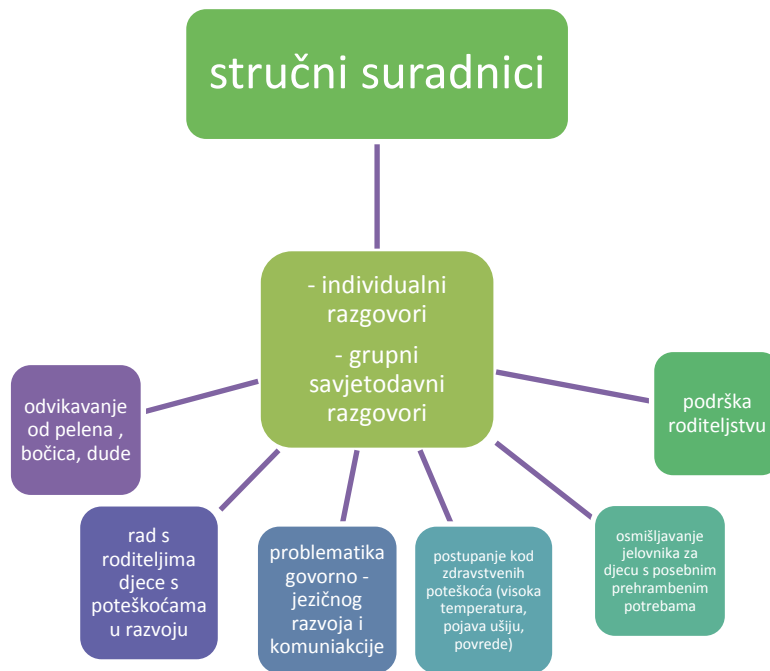 stručni suradnici
- individualni
razgovori
- grupni
savjetodavni
razgovori
odvikavanje
od pelena ,
bočica, dude
rad s
roditeljima
djece s
poteškoćama
u razvoju
problematika
govorno -
jezičnog
razvoja i
komuniakcije
postupanje kod
zdravstvenih
poteškoća (visoka
temperatura,
pojava ušiju,
povrede)
osmišljavanje
jelovnika za
djecu s posebnim
prehrambenim
potrebama
podrška
roditeljstvu